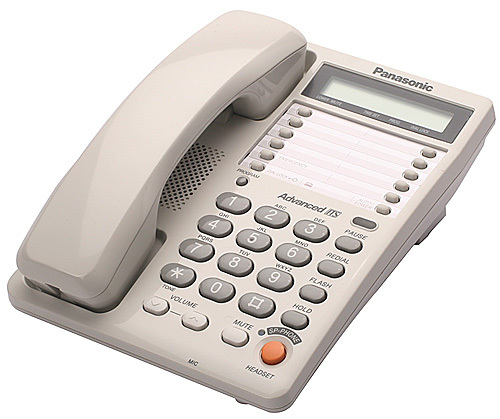 Panasonic
PROGRAM
Advanced ITS
ABC DEF
1 2 3 PAUSE
GHI JKL MNO
4 5 6 REDIAL
PQRS TUV WXYZ
7 8 9 FLASH
* 0 # HOLD
TONE
VOLUME
MUTE SP-PHONE
MIC HEADSET